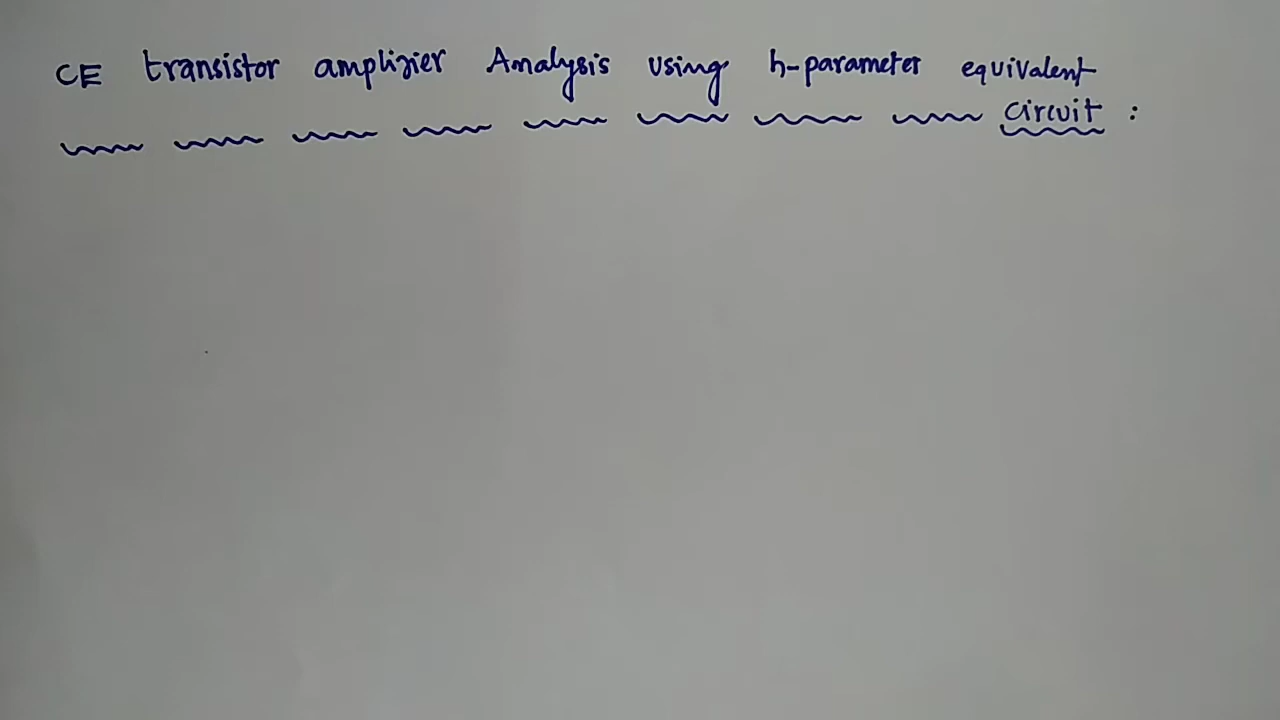 CE transistor amplifier Analysis using h-parameter equivalent
circuit :